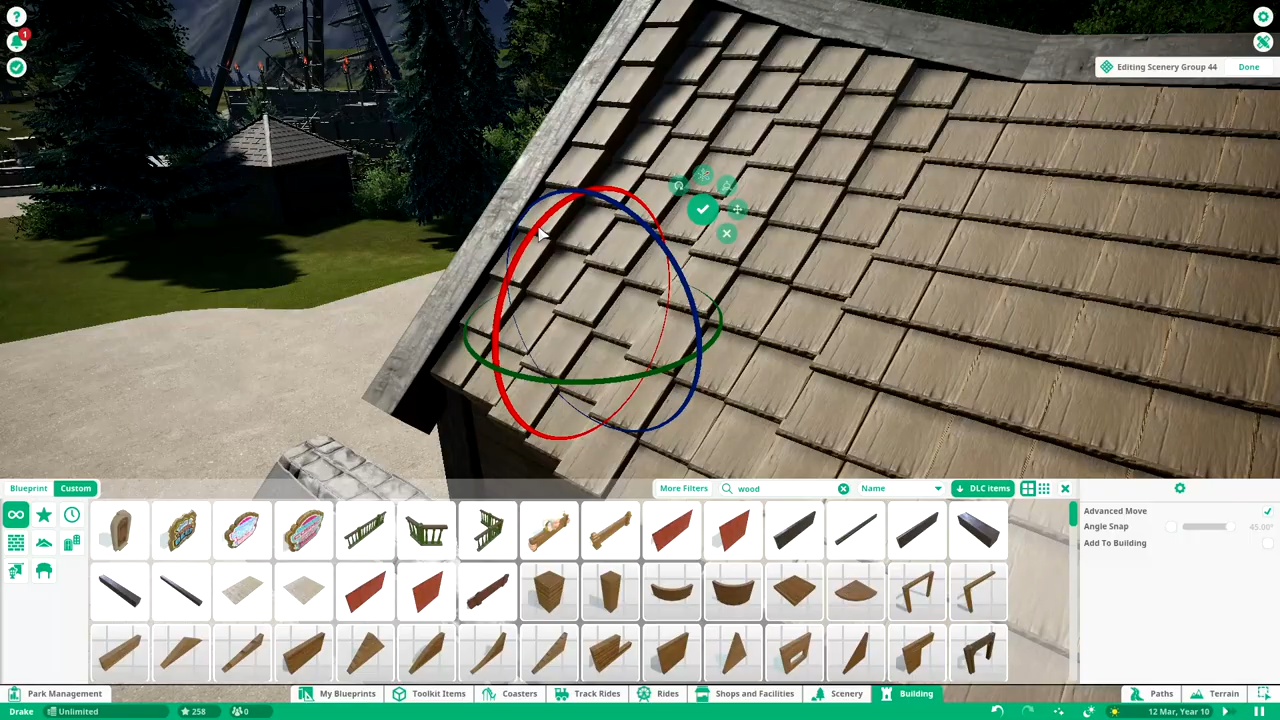 ?
1
Editing Scenery Group 44 Done
Blueprint Custom More Filters wood Name DLC items
Advanced Move
Angle Snap 45.00°
Add To Building
Park Management My Blueprints Toolkit Items Coasters Track Rides Rides Shops and Facilities Scenery Building Paths Terrain
Drake Unlimited 258 0 12 Mar, Year 10